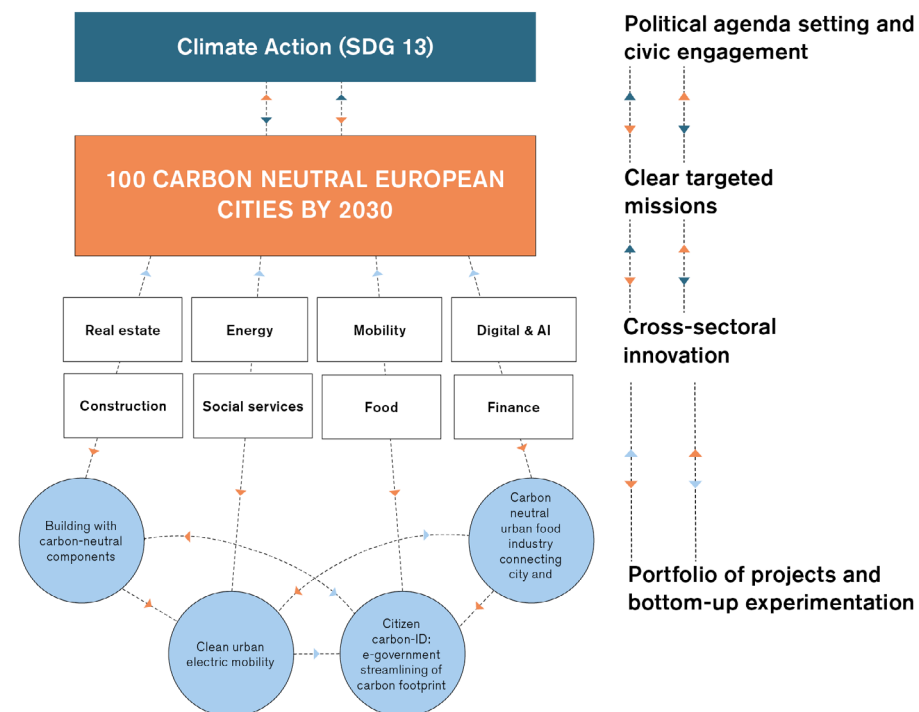 Climate Action (SDG 13)
Political agenda setting and
civic engagement
100 CARBON NEUTRAL EUROPEAN
CITIES BY 2030
Clear targeted
missions
Real estate
Energy
Mobility
Digital & AI
Cross-sectoral
innovation
Construction
Social services
Food
Finance
Building with
carbon-neutral
components
Clean urban
electric mobility
Citizen
carbon-ID:
e-government
streamlining of
carbon footprint
Carbon
neutral
urban food
industry
connecting
city and
Portfolio of projects and
bottom-up experimentation